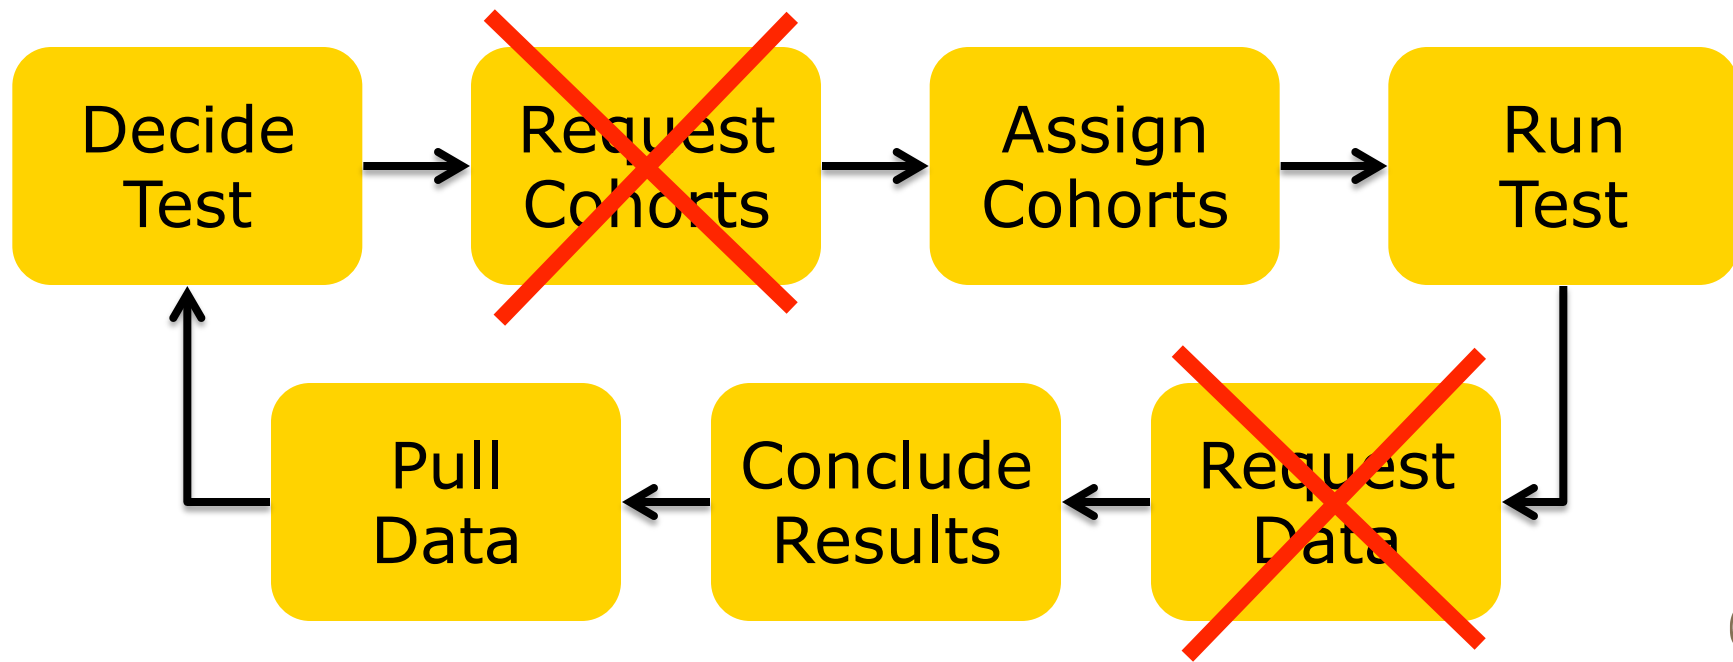 Decide
Test
Request
Cohorts
Assign
Cohorts
Run
Test
Request
Data
Conclude
Results
Pull
Data